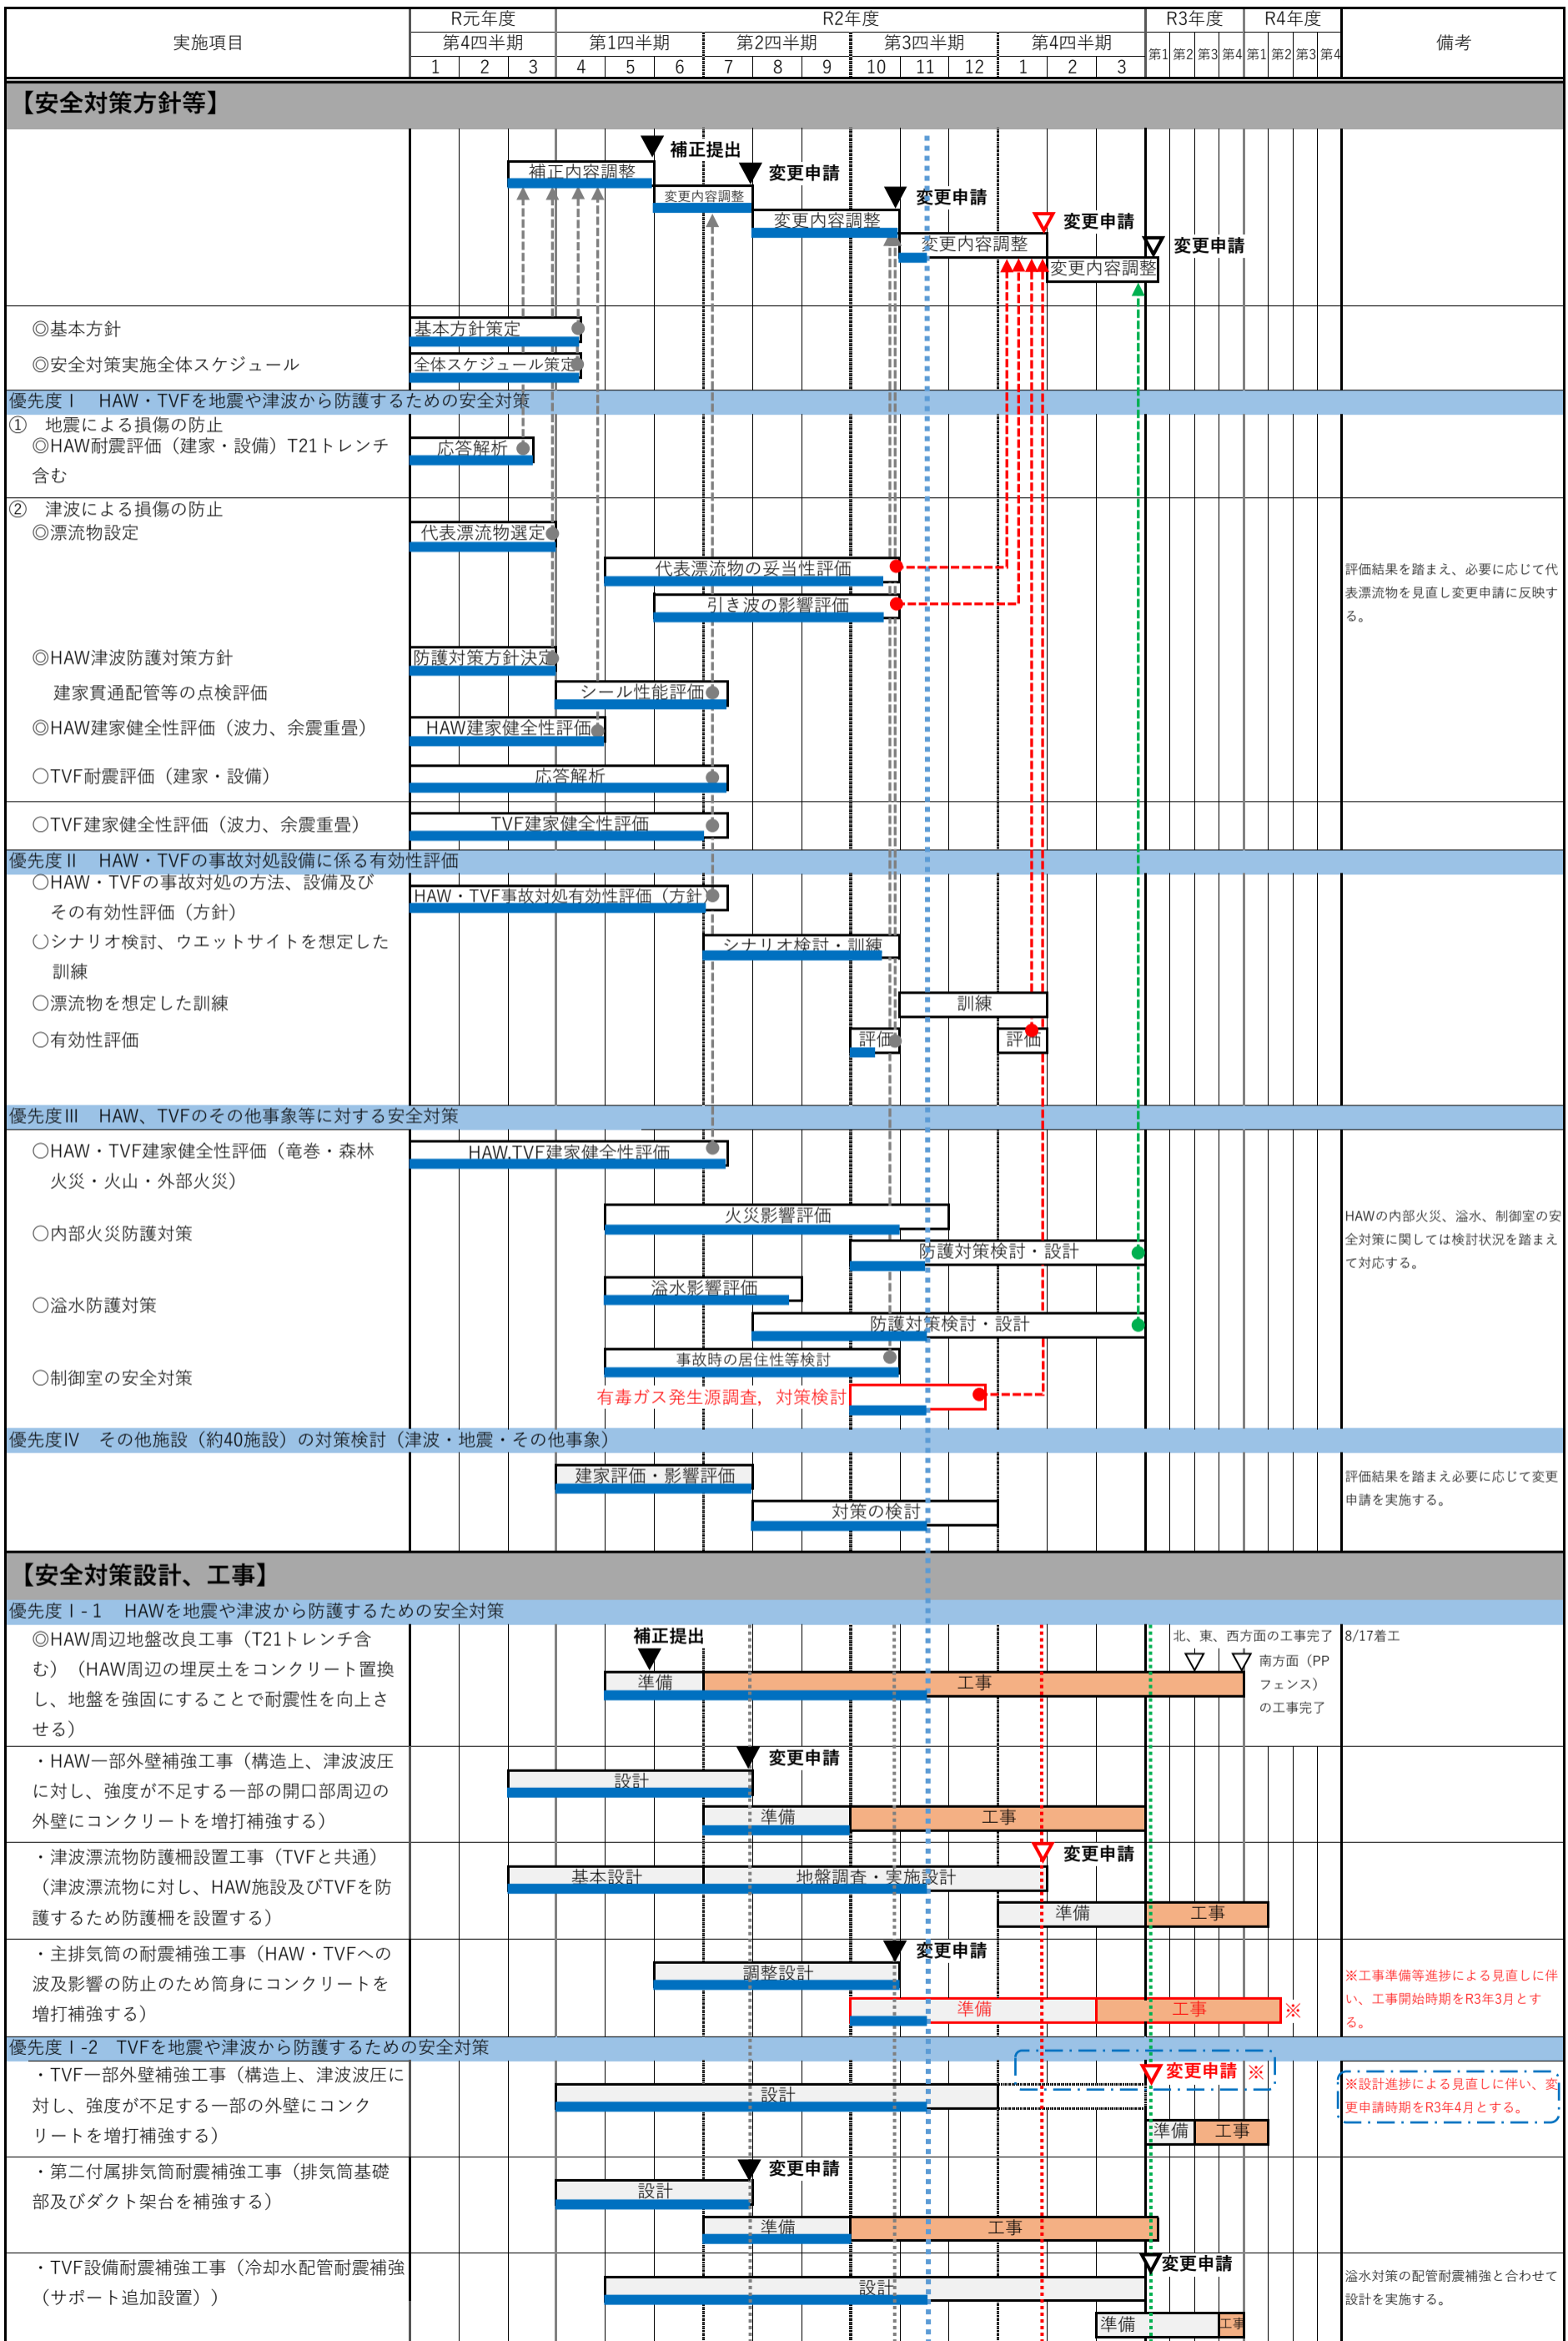 実施項目
R元年度
R2年度
R3年度
R4年度
備考
第4四半期
第1四半期
第2四半期
第3四半期
第4四半期
第1 第2 第3 第4 第1 第2 第3 第4
1 2 3 4 5 6 7 8 9 10 11 12 1 2 3
【安全対策方針等】
補正提出
補正内容調整
変更申請
変更内容調整
変更申請
変更内容調整
変更申請
変更内容調整
変更申請
変更内容調整
◎基本方針
基本方針策定
◎安全対策実施全体スケジュール
全体スケジュール策定
優先度Ⅰ HAW・TVFを地震や津波から防護するための安全対策
① 地震による損傷の防止
◎HAW耐震評価（建家・設備）T21トレンチ
含む
応答解析
② 津波による損傷の防止
◎漂流物設定
代表漂流物選定
代表漂流物の妥当性評価
引き波の影響評価
評価結果を踏まえ、必要に応じて代
表漂流物を見直し変更申請に反映す
る。
◎HAW津波防護対策方針
防護対策方針決定
建家貫通配管等の点検評価
シール性能評価
◎HAW建家健全性評価（波力、余震重畳）
HAW建家健全性評価
○TVF耐震評価（建家・設備）
応答解析
○TVF建家健全性評価（波力、余震重畳）
TVF建家健全性評価
優先度Ⅱ HAW・TVFの事故対処設備に係る有効性評価
○HAW・TVFの事故対処の方法、設備及び
その有効性評価（方針）
HAW・TVF事故対処有効性評価（方針）
○シナリオ検討、ウエットサイトを想定した
訓練
シナリオ検討・訓練
○漂流物を想定した訓練
訓練
○有効性評価
評価
評価
優先度Ⅲ HAW、TVFのその他事象等に対する安全対策
○HAW・TVF建家健全性評価（竜巻・森林
火災・火山・外部火災）
HAW,TVF建家健全性評価
○内部火災防護対策
火災影響評価
防護対策検討・設計
HAWの内部火災、溢水、制御室の安
全対策に関しては検討状況を踏まえ
て対応する。
○溢水防護対策
溢水影響評価
防護対策検討・設計
○制御室の安全対策
事故時の居住性等検討
有毒ガス発生源調査，対策検討
優先度Ⅳ その他施設（約40施設）の対策検討（津波・地震・その他事象）
建家評価・影響評価
対策の検討
評価結果を踏まえ必要に応じて変更
申請を実施する。
【安全対策設計、工事】
優先度Ⅰ-1 HAWを地震や津波から防護するための安全対策
◎HAW周辺地盤改良工事（T21トレンチ含
む）（HAW周辺の埋戻土をコンクリート置換
し、地盤を強固にすることで耐震性を向上さ
せる）
補正提出
準備
工事
北、東、西方面の工事完了
南方面（PP
フェンス）
の工事完了
8/17着工
・HAW一部外壁補強工事（構造上、津波波圧
に対し、強度が不足する一部の開口部周辺の
外壁にコンクリートを増打補強する）
変更申請
設計
準備
工事
・津波漂流物防護柵設置工事（TVFと共通）
（津波漂流物に対し、HAW施設及びTVFを防
護するため防護柵を設置する）
変更申請
基本設計
地盤調査・実施設計
準備
工事
・主排気筒の耐震補強工事（HAW・TVFへの
波及影響の防止のため筒身にコンクリートを
増打補強する）
変更申請
調整設計
準備
工事
※
※工事準備等進捗による見直しに伴
い、工事開始時期をR3年3月とす
る。
優先度Ⅰ-2 TVFを地震や津波から防護するための安全対策
・TVF一部外壁補強工事（構造上、津波波圧に
対し、強度が不足する一部の外壁にコンク
リートを増打補強する）
変更申請 ※
設計
準備
工事
※設計進捗による見直しに伴い、変
更申請時期をR3年4月とする。
・第二付属排気筒耐震補強工事（排気筒基礎
部及びダクト架台を補強する）
変更申請
設計
準備
工事
・TVF設備耐震補強工事（冷却水配管耐震補強
（サポート追加設置））
変更申請
設計
準備
工事
溢水対策の配管耐震補強と合わせて
設計を実施する。